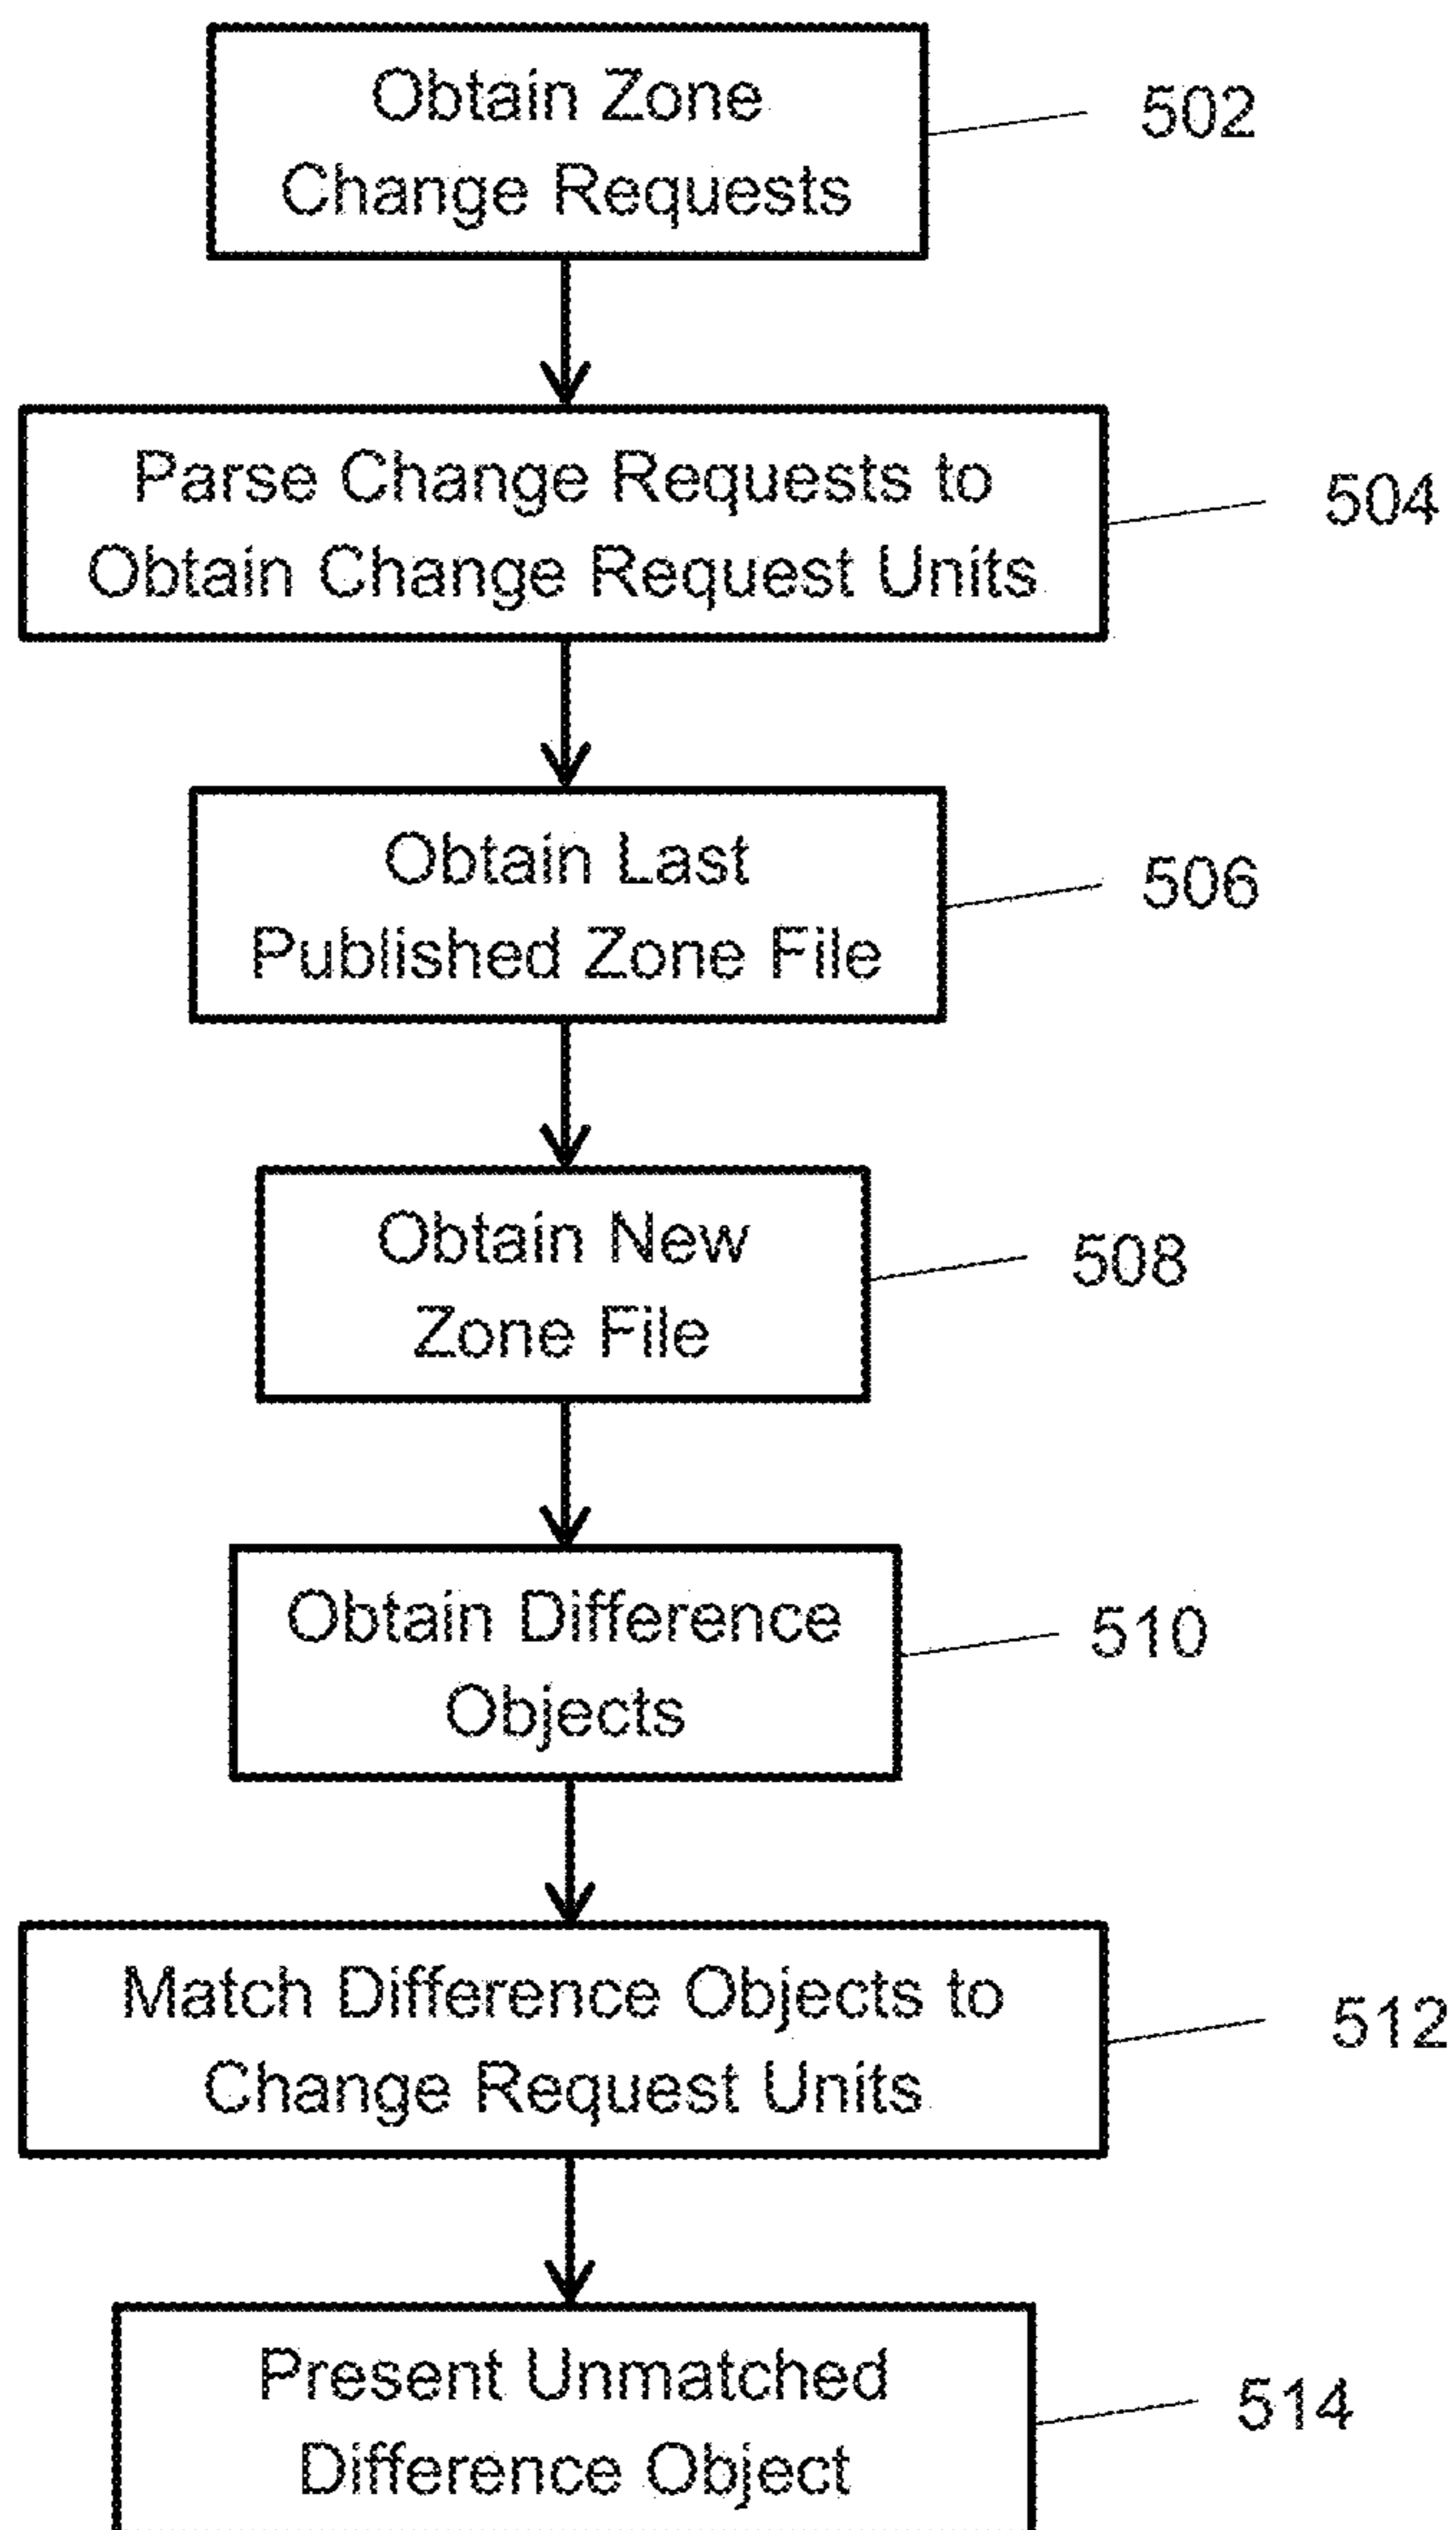 Obtain Zone
Change Requests
502
Parse Change Requests to
Obtain Change Request Units
504
Obtain Last
Published Zone File
506
Obtain New
Zone File
508
Obtain Difference
Objects
510
Match Difference Objects to
Change Request Units
512
Present Unmatched
Difference Object
514